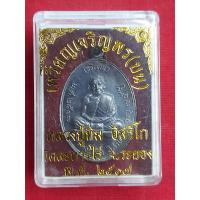 เหรียญเจริญพร(บน)
หลวงปู่ทิม อิสริโก
วัดละหารไร่ จ.ระยอง
พ.ศ. ๒๕๑๗